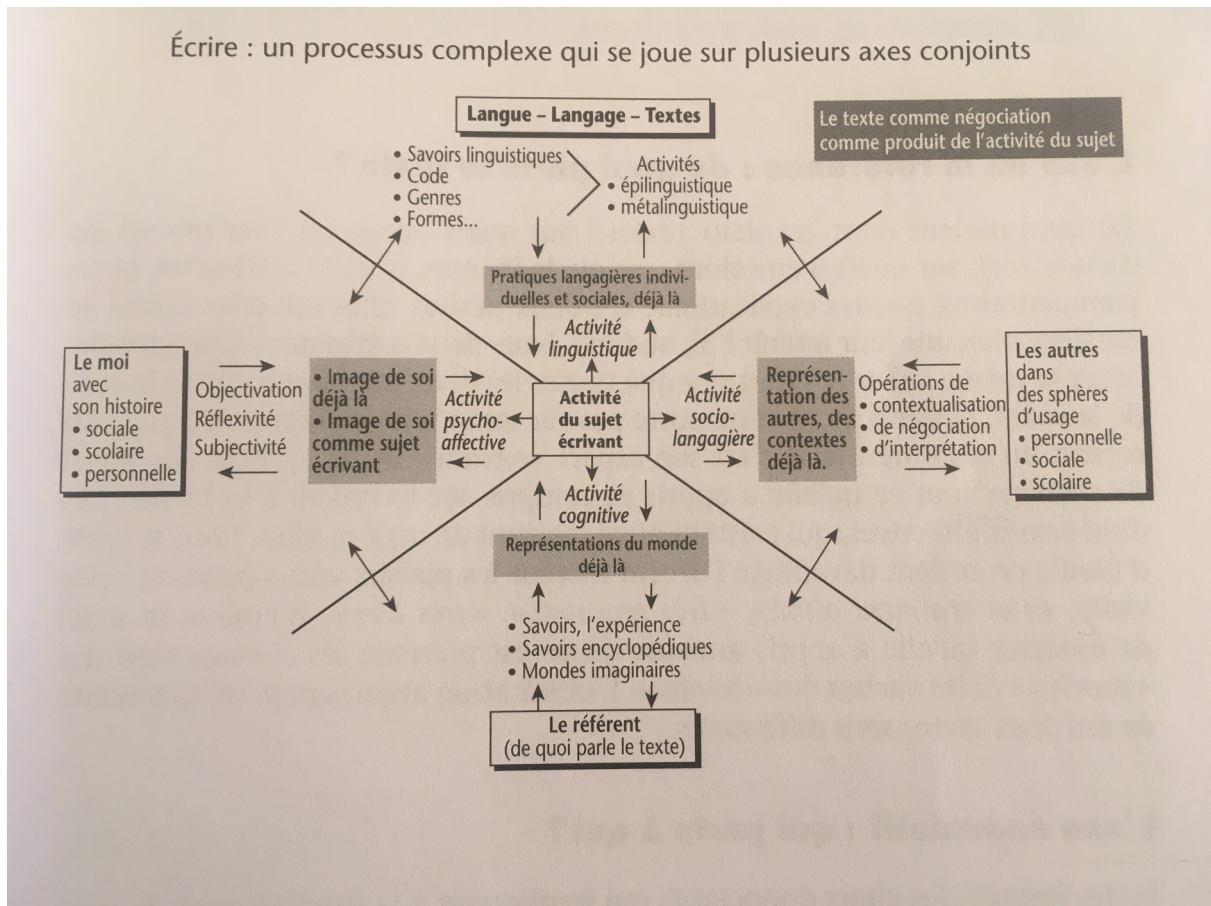 Écrire : un processus complexe qui se joue sur plusieurs axes conjoints
Langue – Langage – Textes
Le texte comme négociation
comme produit de l'activité du sujet
• Savoirs linguistiques
• Code
• Genres
• Formes...
Activités
• épilinguistique
• métalinguistique
Pratiques langagières indivi-
duelles et sociales, déjà là
Activité
linguistique
Le moi
avec
son histoire
• sociale
• scolaire
• personnelle
Objectivation
Réflexivité
Subjectivité
• Image de soi
déjà là
• Image de soi
comme sujet
écrivant
Activité
psycho-
affective
Activité
du sujet
écrivant
Activité
socio-
langagière
Représen-
tation des
autres, des
contextes
déjà là.
Opérations de
• contextualisation
• de négociation
• d'interprétation
Les autres
dans
des sphères
d'usage
• personnelle
• sociale
• scolaire
Activité
cognitive
Représentations du monde
déjà là
• Savoirs, l'expérience
• Savoirs encyclopédiques
• Mondes imaginaires
Le référent
(de quoi parle le texte)